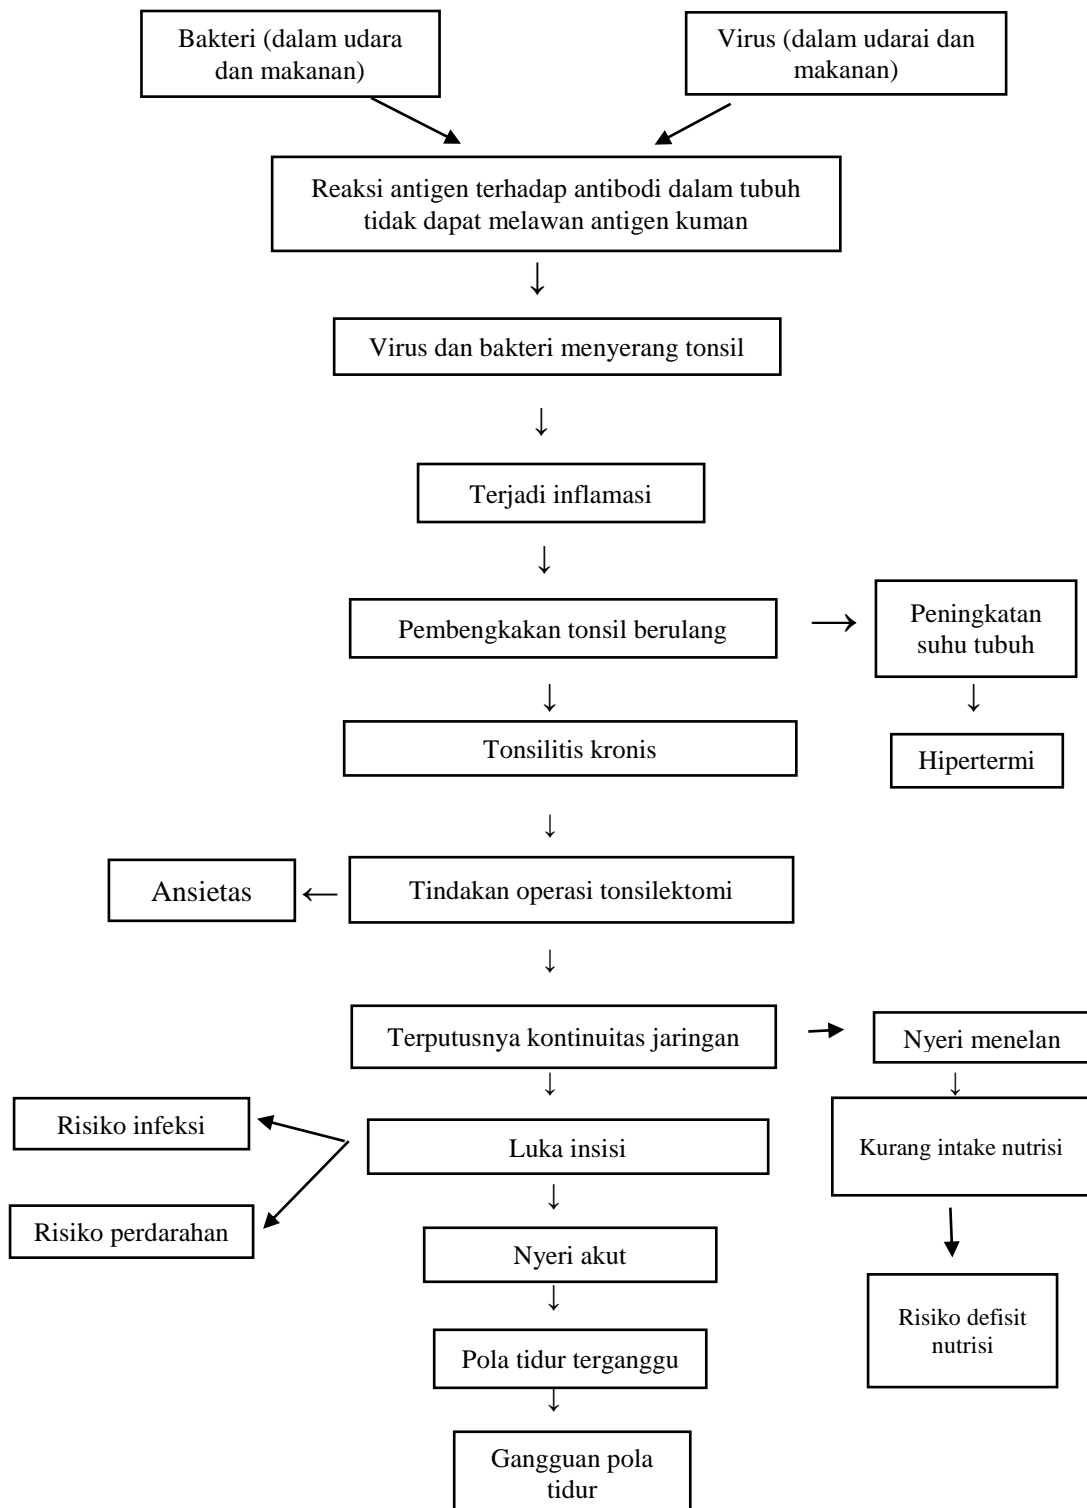 Bakteri (dalam udara
dan makanan)
Virus (dalam udarai dan
makanan)
Reaksi antigen terhadap antibodi dalam tubuh
tidak dapat melawan antigen kuman
Virus dan bakteri menyerang tonsil
Terjadi inflamasi
Pembengkakan tonsil berulang
Peningkatan
suhu tubuh
Tonsilitis kronis
Hipertermi
Ansietas
Tindakan operasi tonsilektomi
Terputusnya kontinuitas jaringan
Nyeri menelan
Risiko infeksi
Luka insisi
Kurang intake nutrisi
Risiko perdarahan
Nyeri akut
Risiko defisit
nutrisi
Pola tidur terganggu
Gangguan pola
tidur